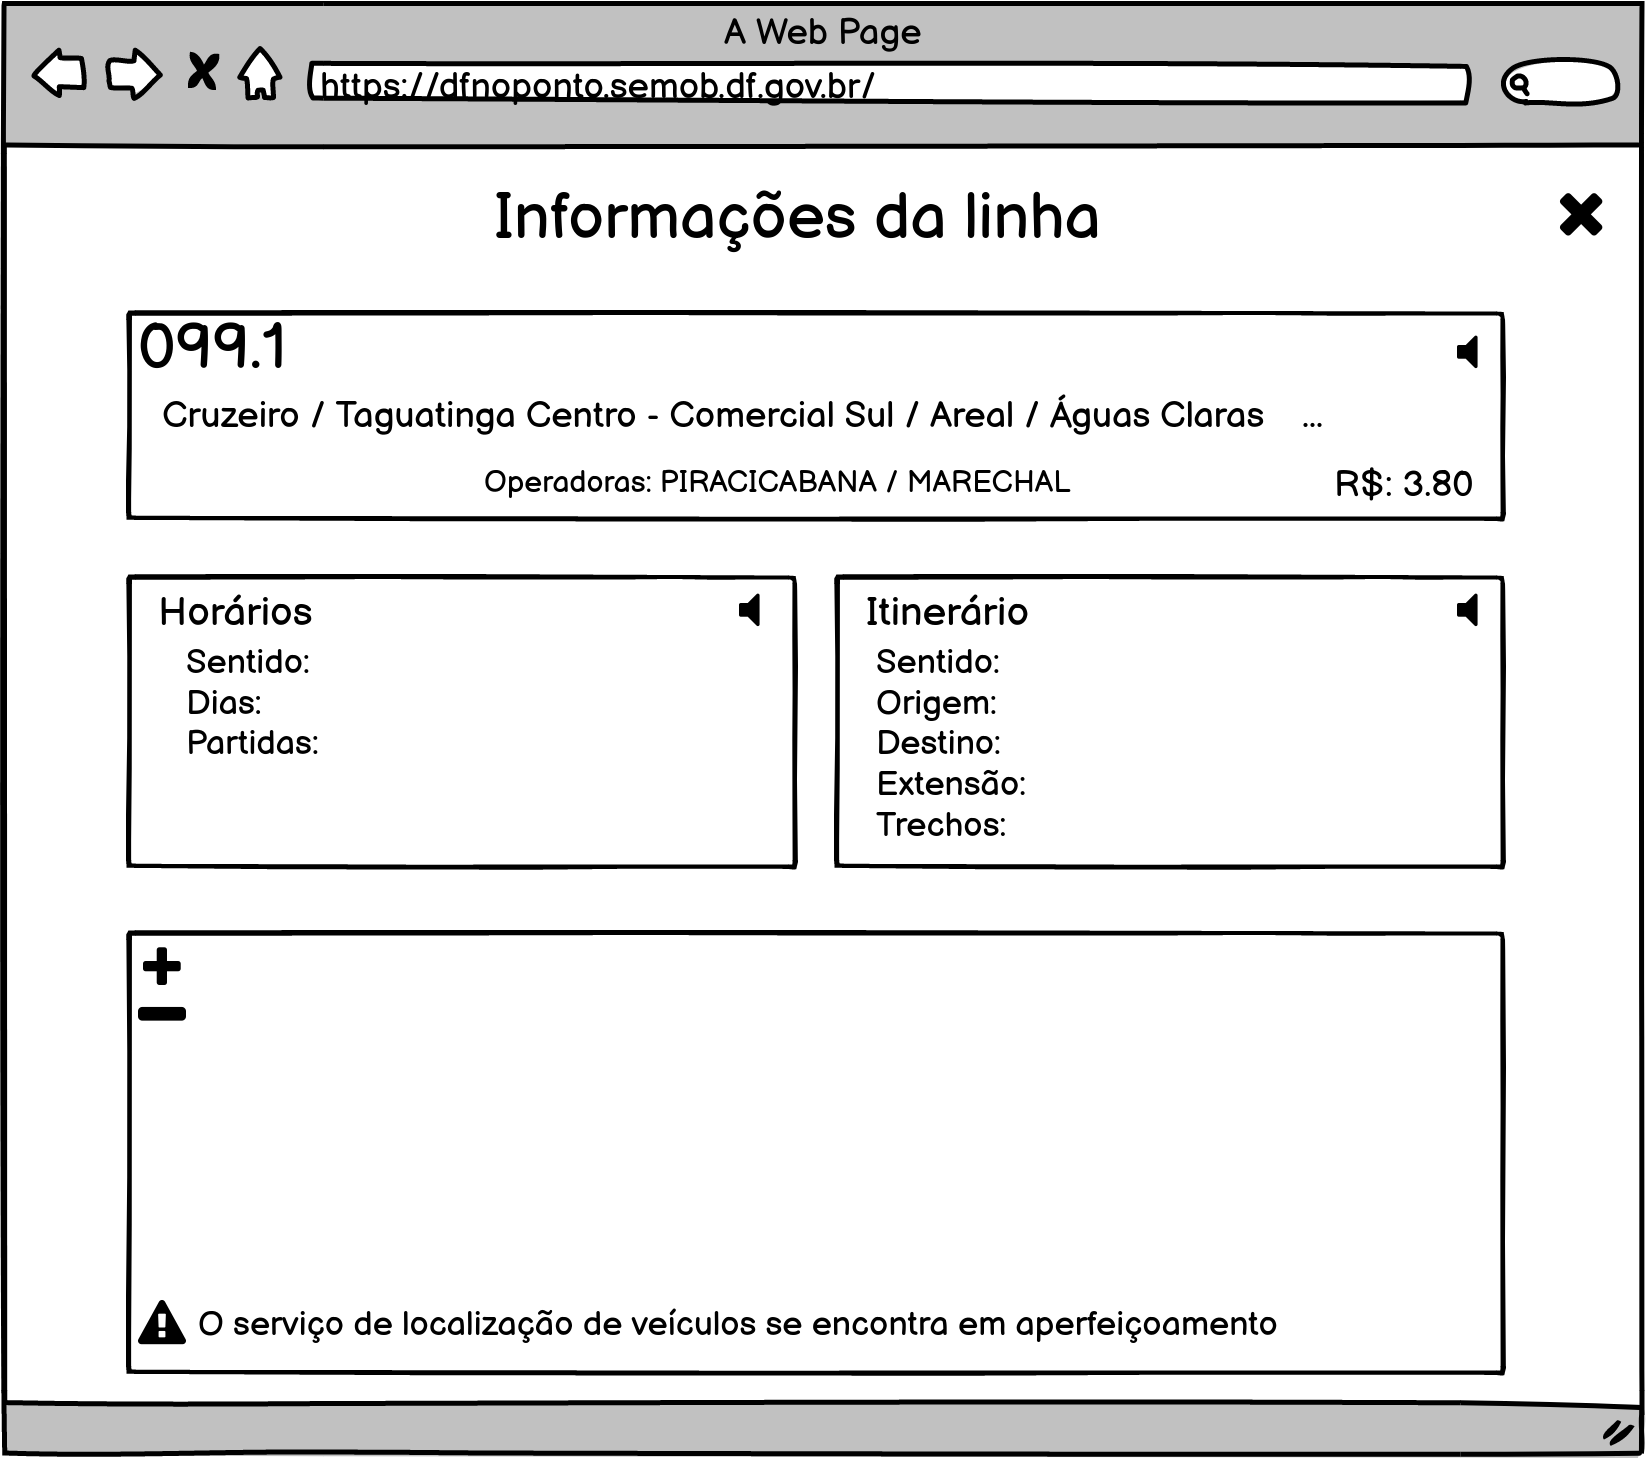 A Web Page
https://dfnoponto.semob.df.gov.br/
Informações da linha
099.1
Cruzeiro / Taguatinga Centro - Comercial Sul / Areal / Águas Claras ...
Operadoras: PIRACICABANA / MARECHAL
R$: 3.80
Horários
Sentido:
Dias:
Partidas:
Itinerário
Sentido:
Origem:
Destino:
Extensão:
Trechos:
O serviço de localização de veículos se encontra em aperfeiçoamento